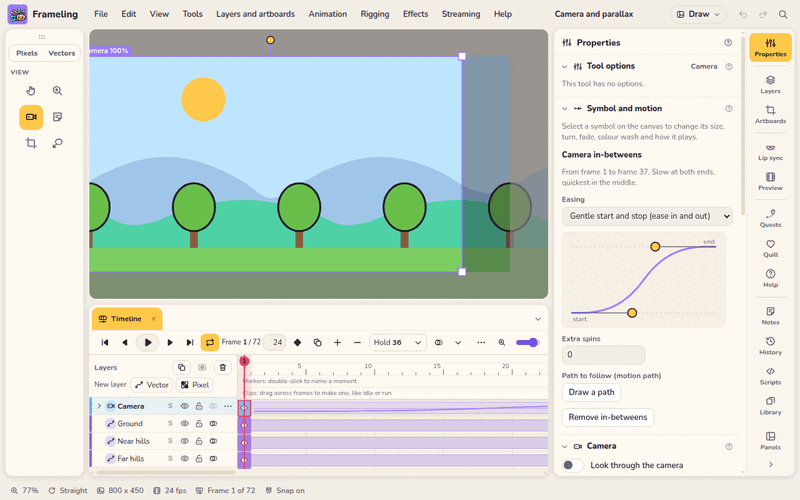 Frameling
File Edit View Tools Layers and artboards Animation Rigging Effects Streaming Help
Camera and parallax
Draw
Pixels Vectors
VIEW
amera 100%
Timeline
Frame 1 / 72 24
Hold 36
Layers
New layer Vector Pixel
1 5 10 15 20
Markers: double-click to name a moment
Clips: drag across frames to make one, like idle or run
Camera S
Ground S
Near hills S
Far hills S
Properties
Tool options Camera
This tool has no options.
Symbol and motion
Select a symbol on the canvas to change its size,
turn, fade, colour wash and how it plays.
Camera in-betweens
From frame 1 to frame 37. Slow at both ends,
quickest in the middle.
Easing
Gentle start and stop (ease in and out)
end
start
Extra spins
0
Path to follow (motion path)
Draw a path
Remove in-betweens
Camera
Look through the camera
Properties
Layers
Artboards
Lip sync
Preview
Quests
Quill
Help
Notes
History
Scripts
Library
Panels
77% Straight 800 x 450 24 fps Frame 1 of 72 Snap on